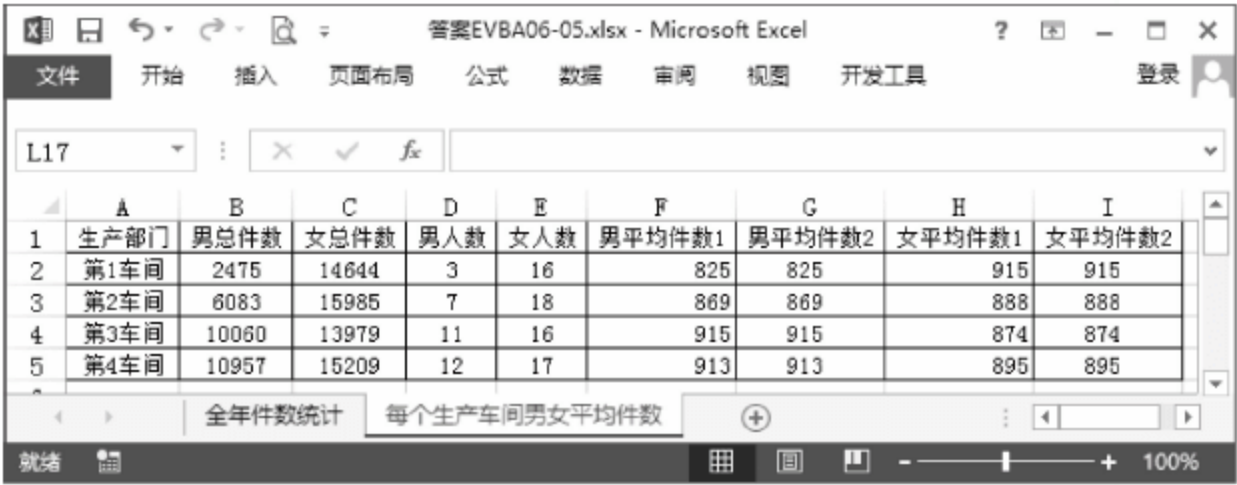 答案EVBA06-05.xlsx - Microsoft Excel ?
文件 开始 插入 页面布局 公式 数据 审阅 视图 开发工具 登录
L17 fx
A B C D E F G H I
1 生产部门 男总件数 女总件数 男人数 女人数 男平均件数1 男平均件数2 女平均件数1 女平均件数2
2 第1车间 2475 14644 3 16 825 825 915 915
3 第2车间 6083 15985 7 18 869 869 888 888
4 第3车间 10060 13979 11 16 915 915 874 874
5 第4车间 10957 15209 12 17 913 913 895 895
全年件数统计 每个生产车间男女平均件数
就绪 100%